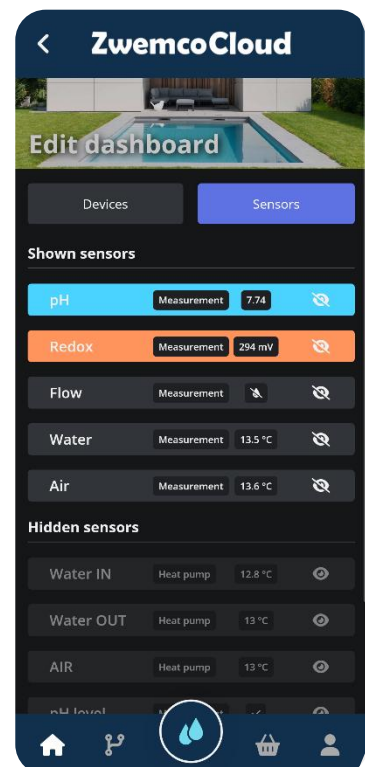 ZwemcoCloud
Edit dashboard
Devices Sensors
Shown sensors
pH Measurement 7.74
Redox Measurement 294 mV
Flow Measurement
Water Measurement 13.5 °C
Air Measurement 13.6 °C
Hidden sensors
Water IN Heat pump 12.8 °C
Water OUT Heat pump 13 °C
AIR Heat pump 13 °C
pH level